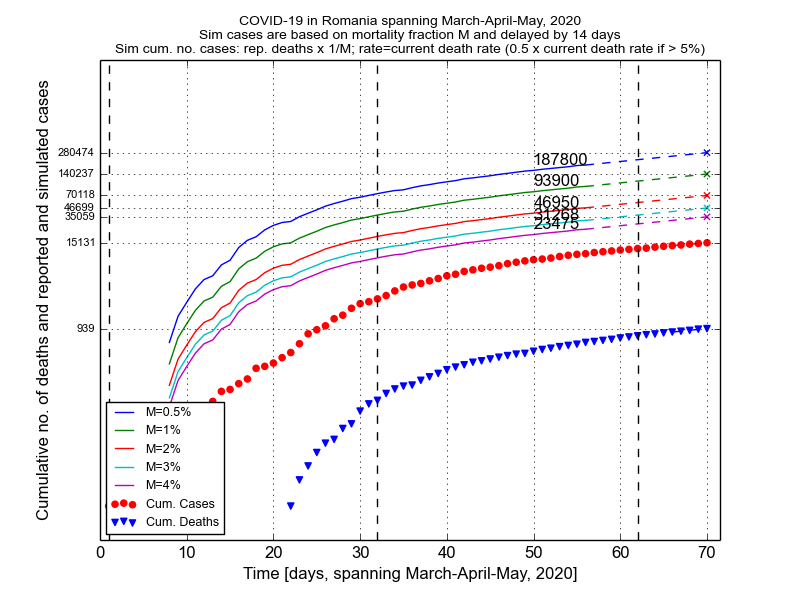 COVID-19 in Romania spanning March-April-May, 2020
Sim cases are based on mortality fraction M and delayed by 14 days
Sim cum. no. cases: rep. deaths x 1/M; rate=current death rate (0.5 x current death rate if > 5%)
Cumulative no. of deaths and reported and simulated cases
280474
140237
70118
46699
35059
15131
939
187800
93900
46950
31268
23475
M=0.5%
M=1%
M=2%
M=3%
M=4%
Cum. Cases
Cum. Deaths
0 10 20 30 40 50 60 70
Time [days, spanning March-April-May, 2020]